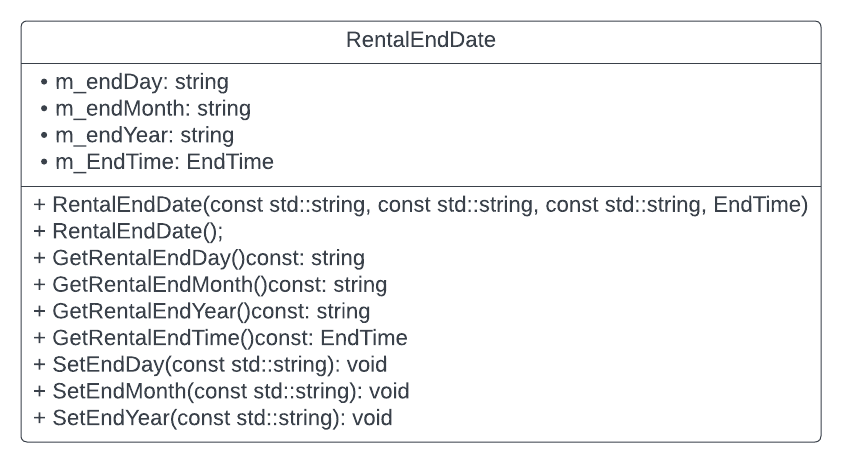 RentalEndDate
• m_endDay: string
• m_endMonth: string
• m_endYear: string
• m_EndTime: EndTime
+ RentalEndDate(const std::string, const std::string, const std::string, EndTime)
+ RentalEndDate();
+ GetRentalEndDay()const: string
+ GetRentalEndMonth()const: string
+ GetRentalEndYear()const: string
+ GetRentalEndTime()const: EndTime
+ SetEndDay(const std::string): void
+ SetEndMonth(const std::string): void
+ SetEndYear(const std::string): void